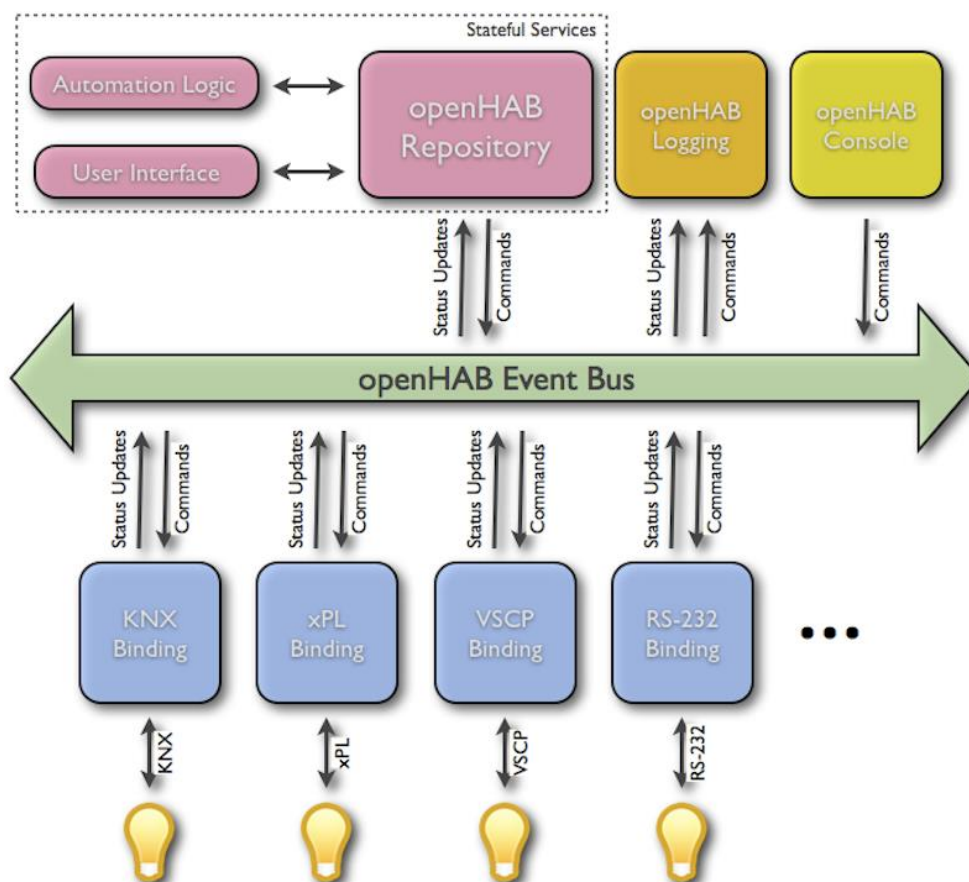 Stateful Services
Automation Logic
User Interface
openHAB
Repository
openHAB
Logging
openHAB
Console
Status Updates
Commands
Status Updates
Commands
Commands
openHAB Event Bus
Status Updates
Commands
Status Updates
Commands
Status Updates
Commands
Status Updates
Commands
KNX
Binding
xPL
Binding
VSCP
Binding
RS-232
Binding
•••
KNX
xPL
VSCP
RS-232